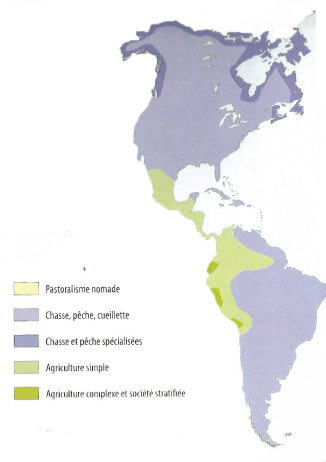 Pastoralisme nomade
Chasse, pêche, cueillette
Chasse et pêche spécialisées
Agriculture simple
Agriculture complexe et société stratifiée